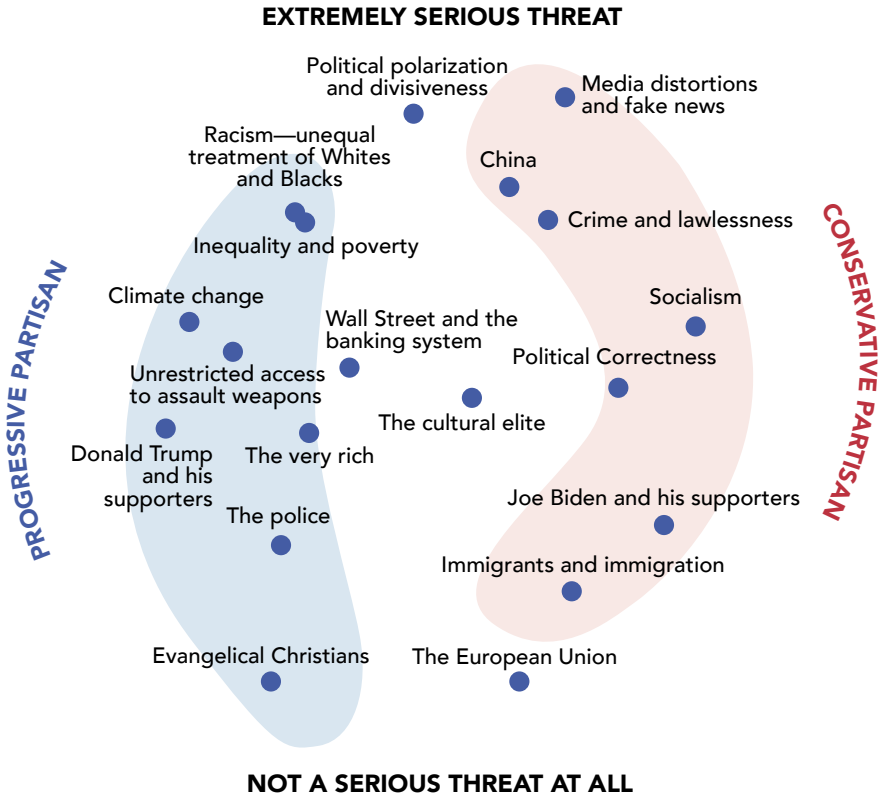 EXTREMELY SERIOUS THREAT
Political polarization
and divisiveness
Media distortions
and fake news
Racism—unequal
treatment of Whites
and Blacks
China
Crime and lawlessness
Inequality and poverty
PROGRESSIVE PARTISAN
CONSERVATIVE PARTISAN
Climate change
Socialism
Wall Street and the
banking system
Political Correctness
Unrestricted access
to assault weapons
The cultural elite
Donald Trump
and his
supporters
The very rich
The police
Joe Biden and his supporters
Immigrants and immigration
Evangelical Christians
The European Union
NOT A SERIOUS THREAT AT ALL